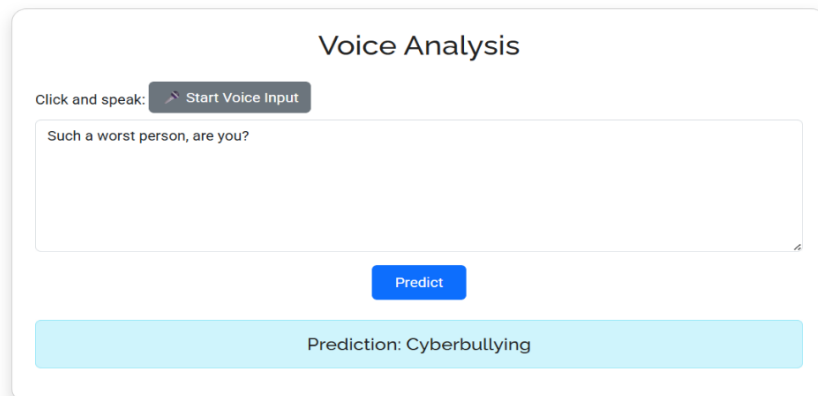 Voice Analysis
Click and speak: 🎤 Start Voice Input
Such a worst person, are you?
Predict
Prediction: Cyberbullying